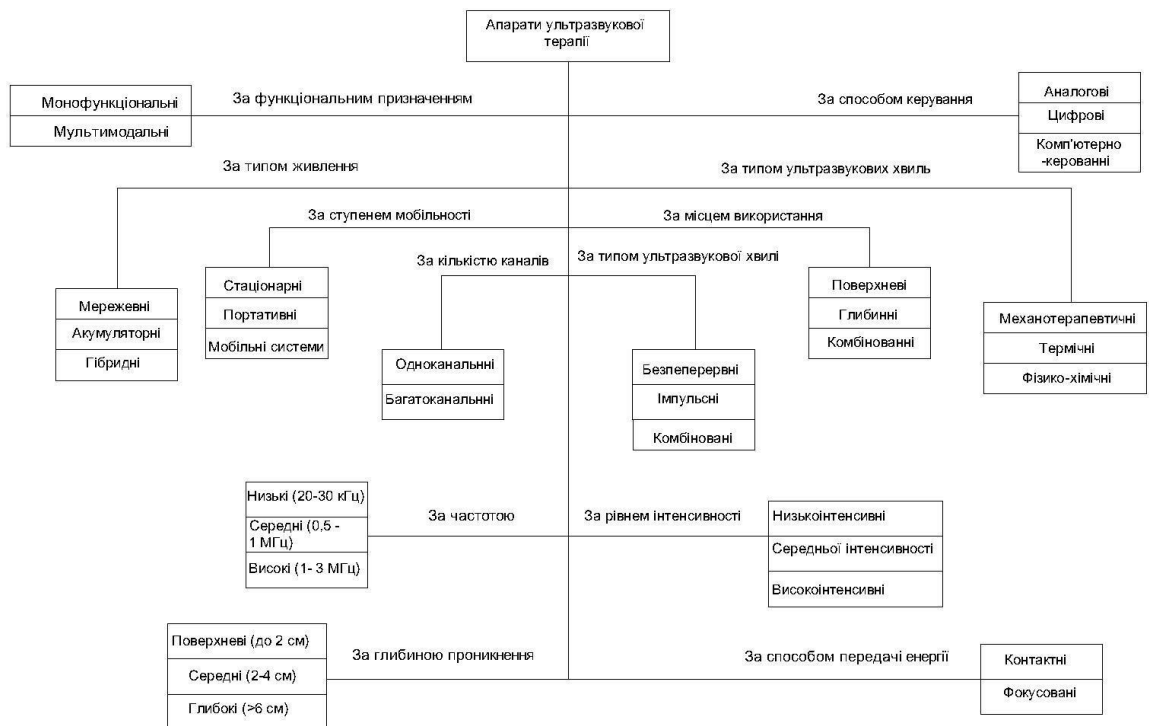 Апарати ультразвукової
терапії
Монофункціональні
Мультимодальні
За функціональним призначенням
За способом керування
Аналогові
Цифрові
Комп'ютерно
-керованні
За типом живлення
За типом ультразвукових хвиль
За ступенем мобільності
За місцем використання
За кількістю каналів
За типом ультразвукової хвилі
Мережевні
Акумуляторні
Гібридні
Стаціонарні
Портативні
Мобільні системи
Одноканальнні
Багатоканальнні
Безпеперервні
Імпульсні
Комбіновані
Поверхневі
Глибинні
Комбінованні
Механотерапевтичні
Термічні
Фізико-хімічні
Низькі (20-30 кГц)
Середні (0,5 -
1 МГц)
Високі (1- 3 МГц)
За частотою
За рівнем інтенсивності
Низькоінтенсивні
Середньої інтенсивності
Високоінтенсивні
Поверхневі (до 2 см)
Середні (2-4 см)
Глибокі (>6 см)
За глибиною проникнення
За способом передачі енергії
Контактні
Фокусовані